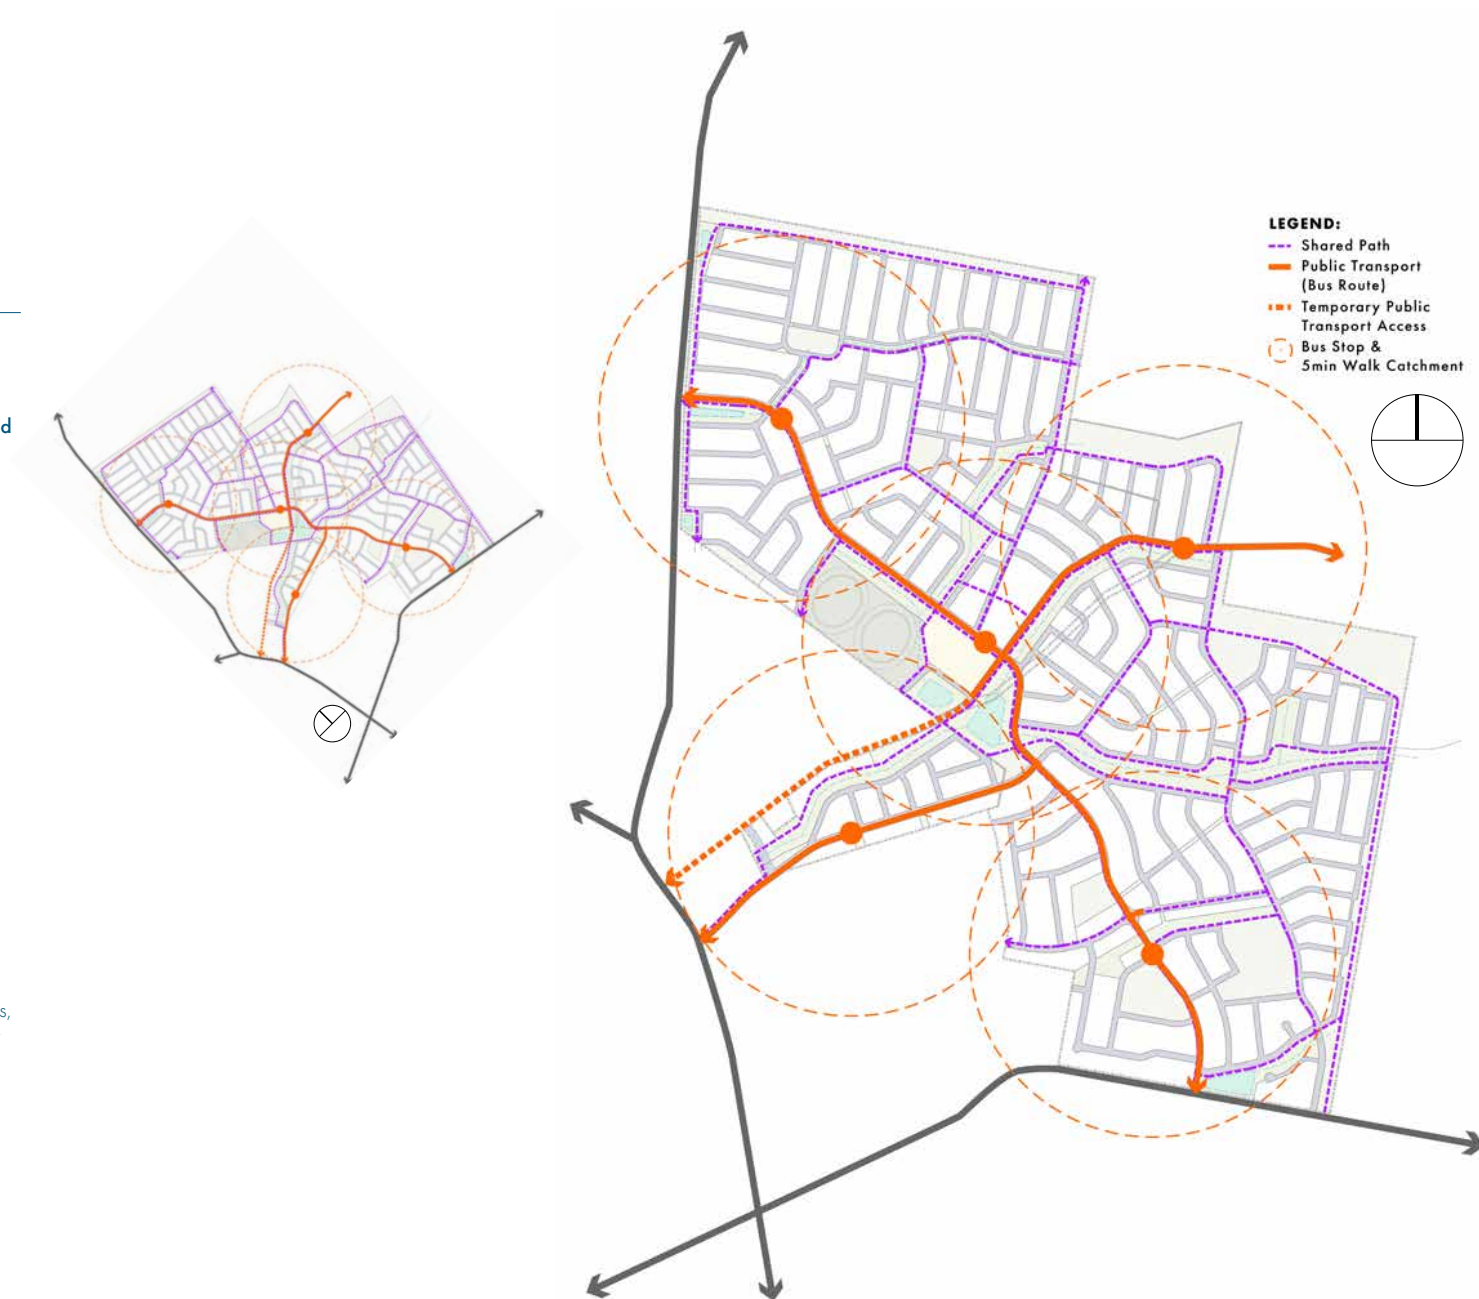 d
s,
LEGEND:
Shared Path
Public Transport
(Bus Route)
Temporary Public
Transport Access
Bus Stop &
5min Walk Catchment